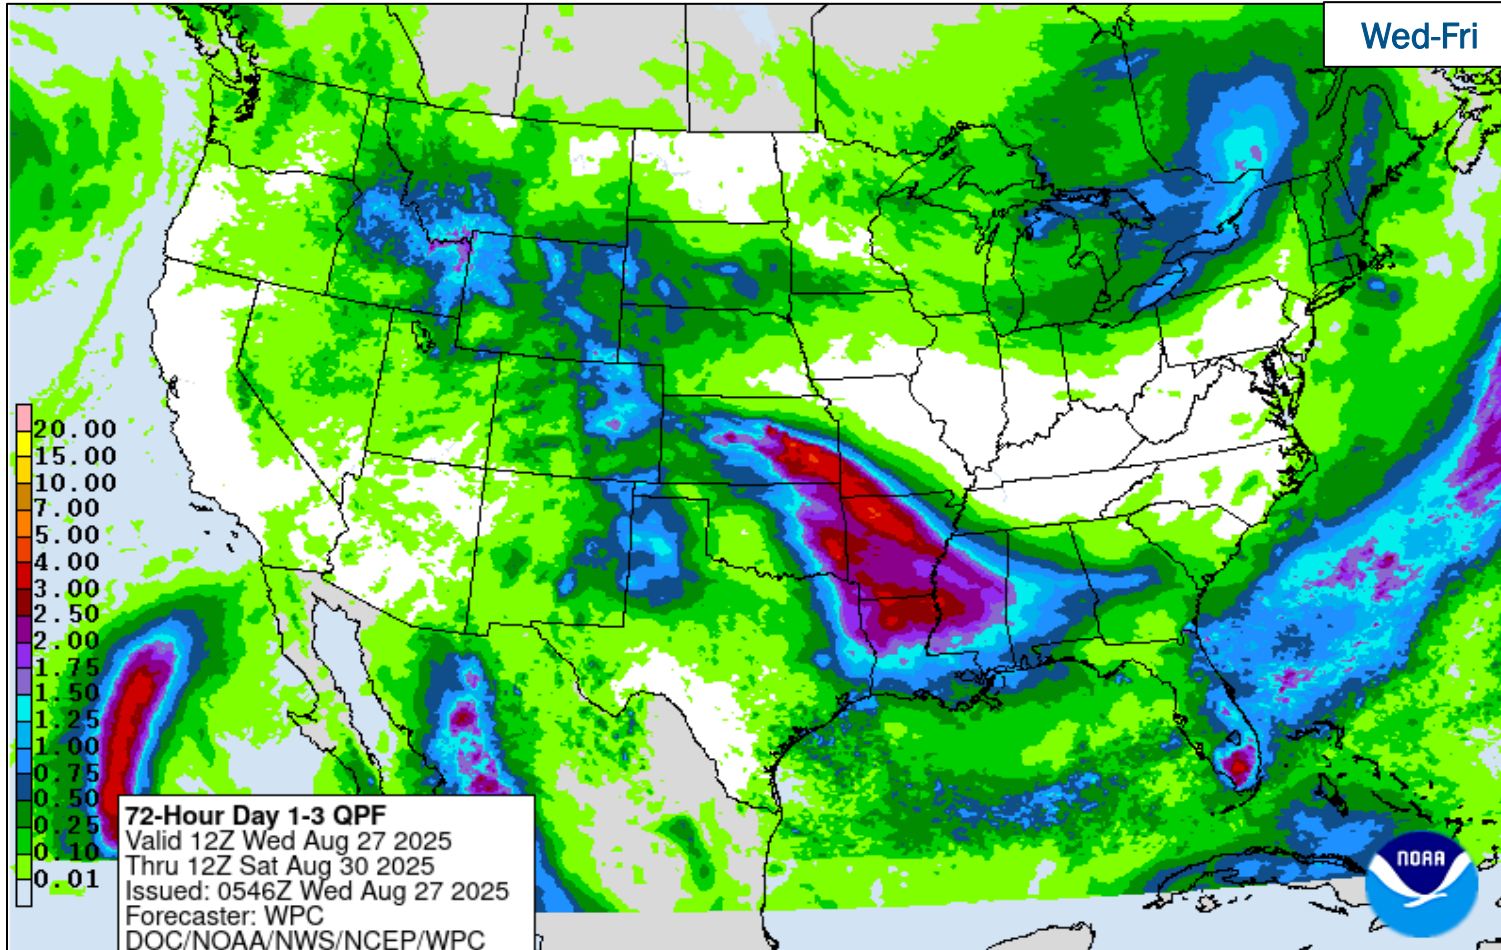 Wed-Fri
20.00
15.00
10.00
7.00
5.00
4.00
3.00
2.50
2.00
1.75
1.50
1.25
1.00
0.75
0.50
0.25
0.10
0.01
72-Hour Day 1-3 QPF
Valid 12Z Wed Aug 27 2025
Thru 12Z Sat Aug 30 2025
Issued: 0546Z Wed Aug 27 2025
Forecaster: WPC
DOC/NOAA/NWS/NCEP/WPC
NOAA